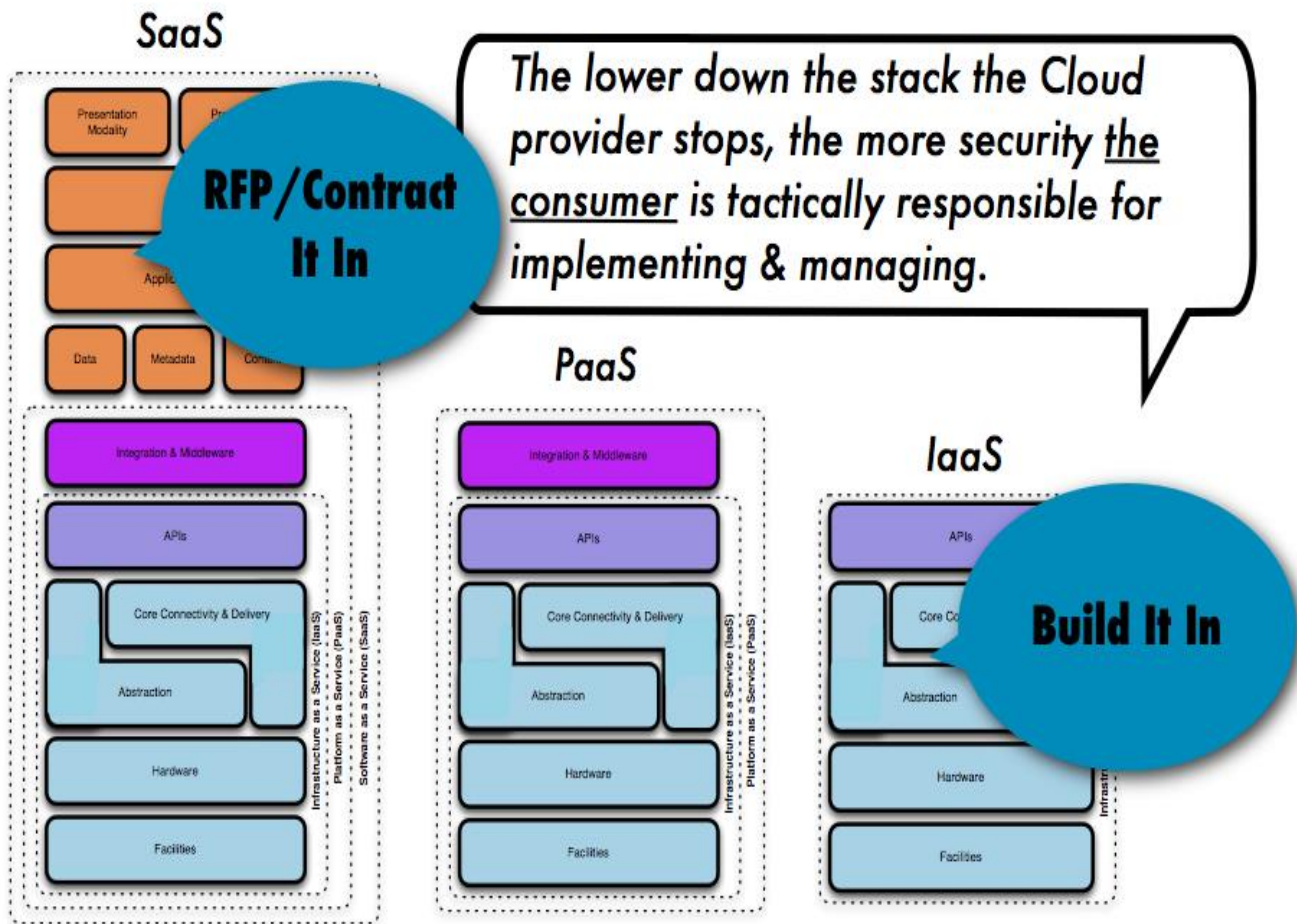 SaaS
The lower down the stack the Cloud
provider stops, the more security the
consumer is tactically responsible for
implementing & managing.
Presentation
Modality
RFP/Contract
It In
Data
Metadata
PaaS
IaaS
Integration & Middleware
APIs
Core Connectivity & Delivery
Abstraction
Hardware
Facilities
Infrastructure as a Service (IaaS)
Platform as a Service (PaaS)
Software as a Service (SaaS)
Integration & Middleware
APIs
Core Connectivity & Delivery
Abstraction
Hardware
Facilities
Infrastructure as a Service (IaaS)
Platform as a Service (PaaS)
APIs
Core
Build It In
Abstraction
Hardware
Facilities